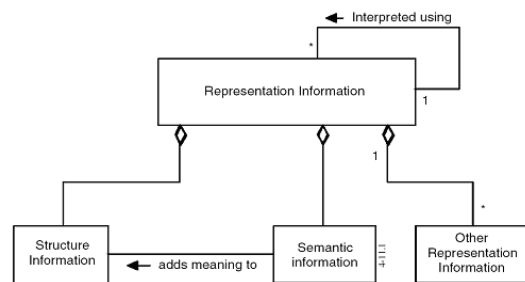 Interpreted using
*
Representation Information
1
1
*
Structure
Information
adds meaning to
Semantic
information
Other
Representation
Information